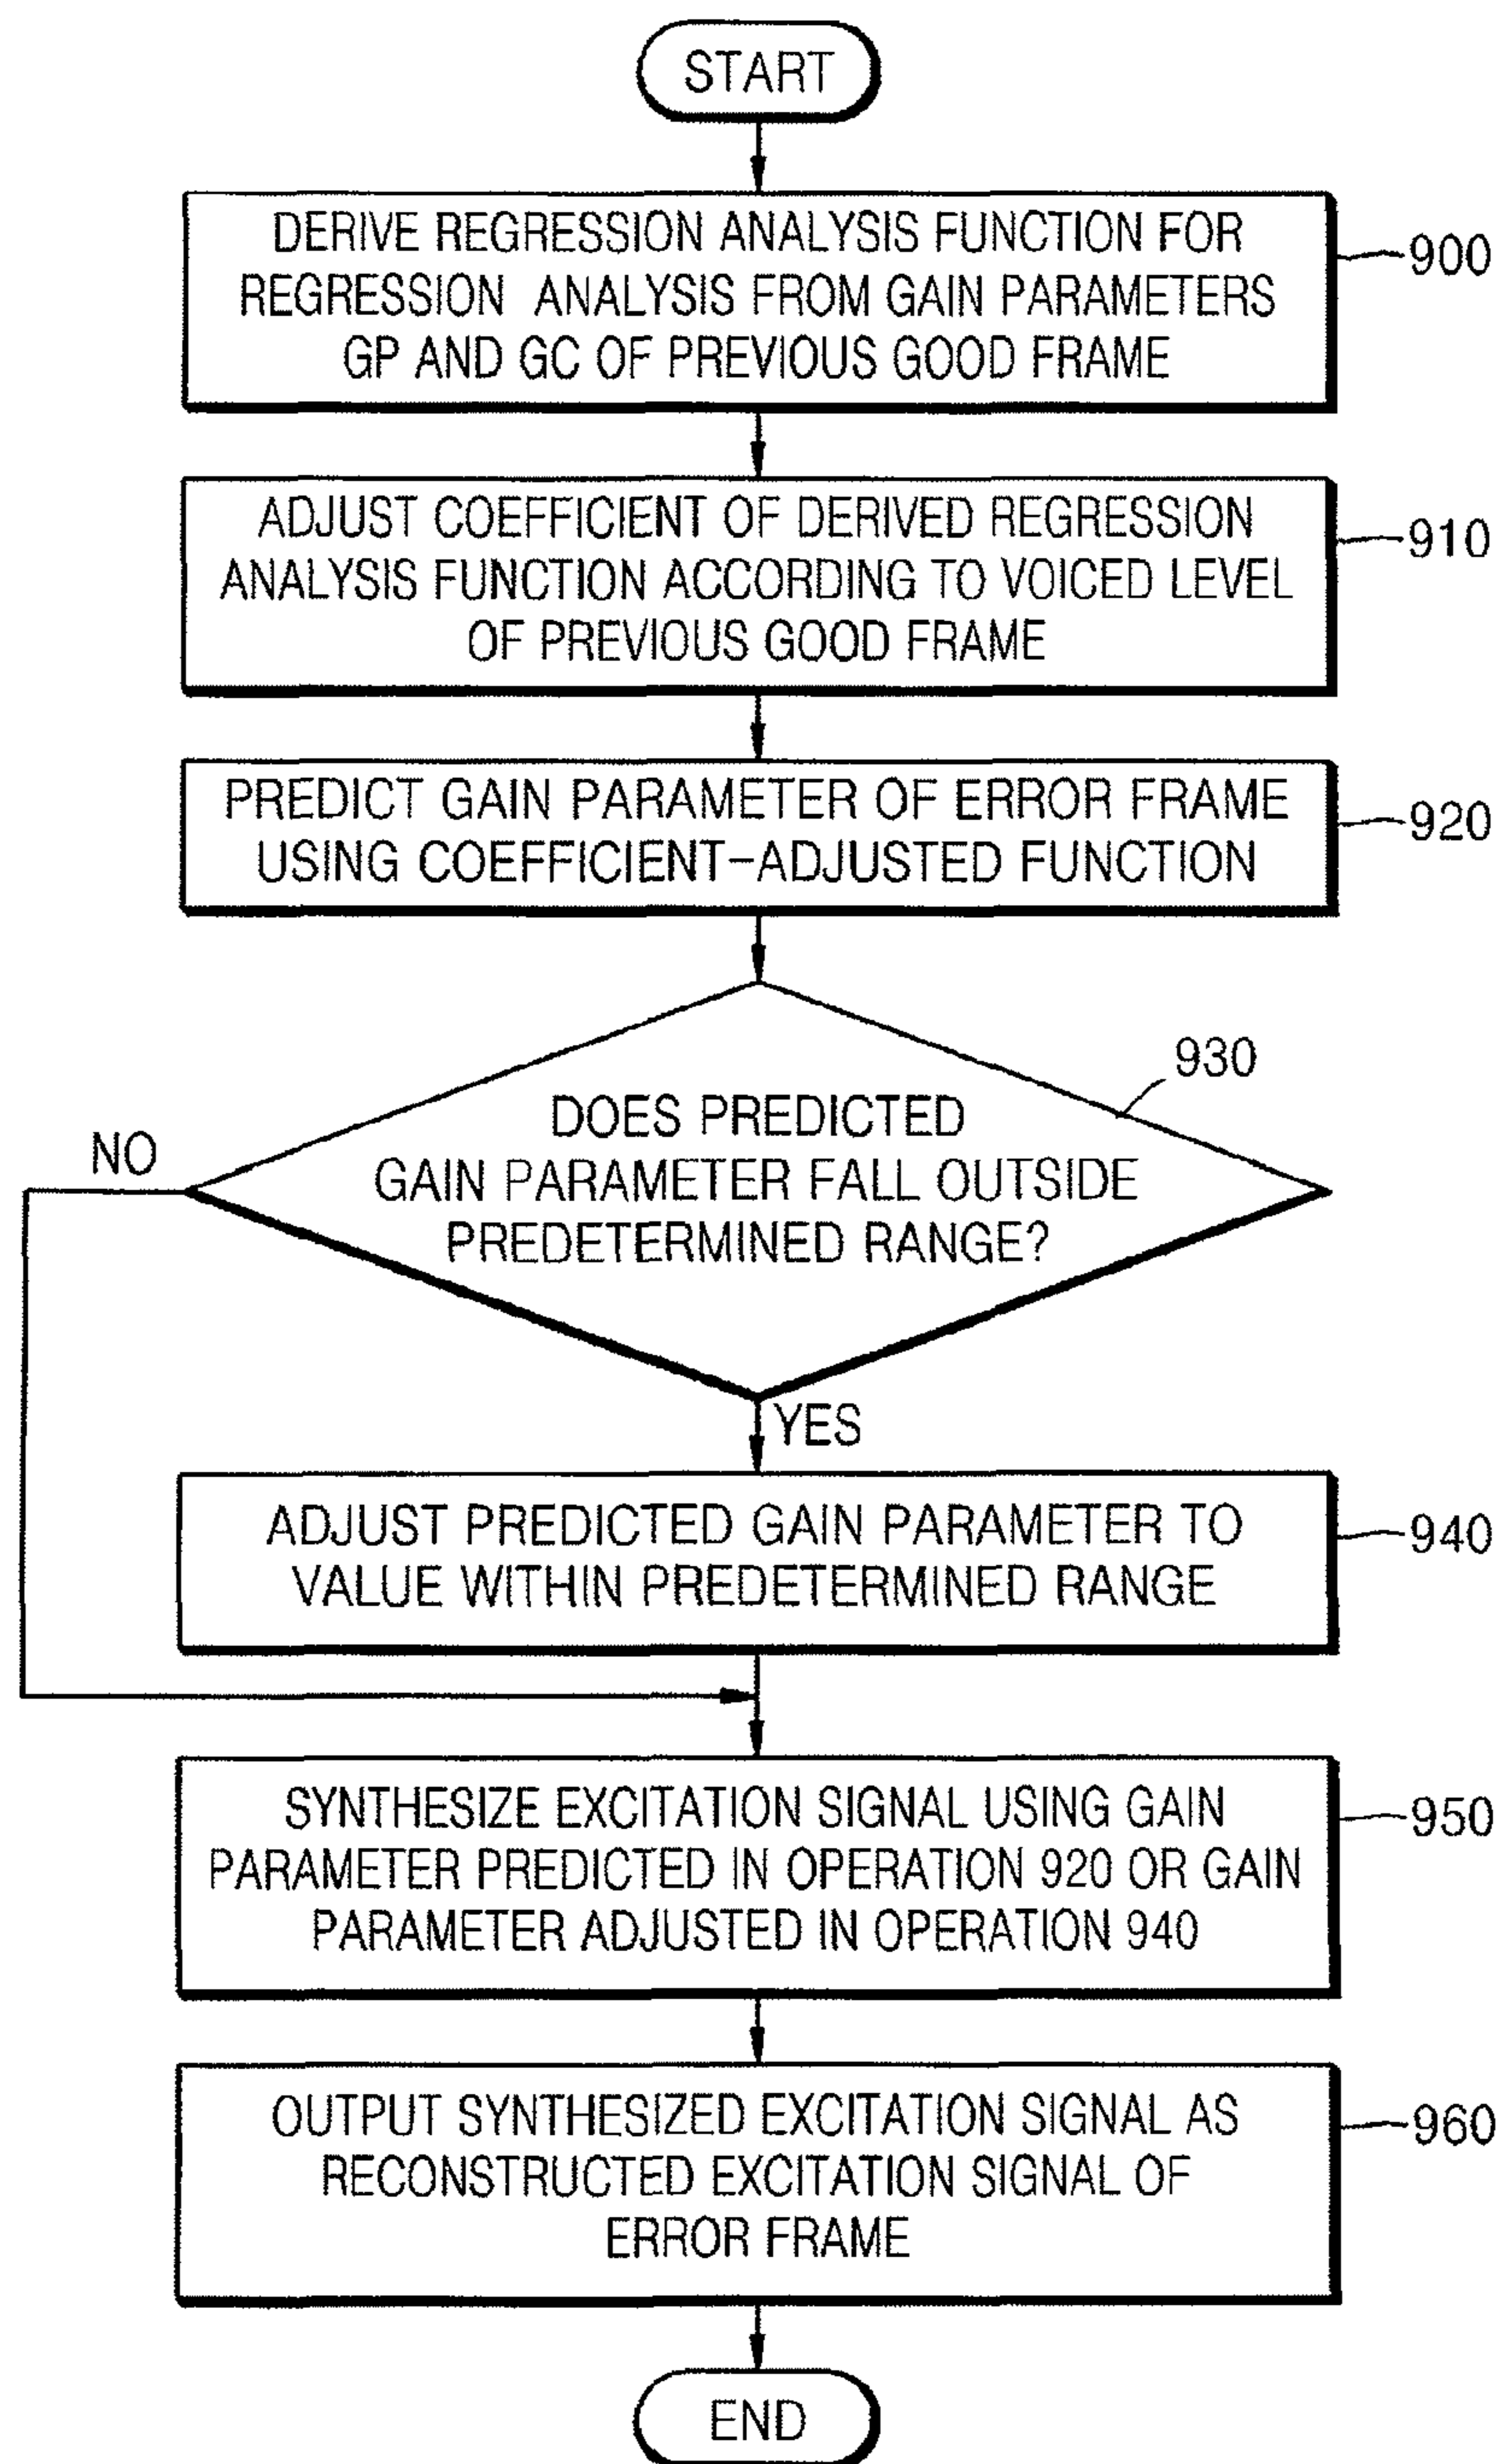 START
DERIVE REGRESSION ANALYSIS FUNCTION FOR
REGRESSION ANALYSIS FROM GAIN PARAMETERS
GP AND GC OF PREVIOUS GOOD FRAME
900
ADJUST COEFFICIENT OF DERIVED REGRESSION
ANALYSIS FUNCTION ACCORDING TO VOICED LEVEL
OF PREVIOUS GOOD FRAME
910
PREDICT GAIN PARAMETER OF ERROR FRAME
USING COEFFICIENT-ADJUSTED FUNCTION
920
930
DOES PREDICTED
GAIN PARAMETER FALL OUTSIDE
PREDETERMINED RANGE?
NO
YES
ADJUST PREDICTED GAIN PARAMETER TO
VALUE WITHIN PREDETERMINED RANGE
940
SYNTHESIZE EXCITATION SIGNAL USING GAIN
PARAMETER PREDICTED IN OPERATION 920 OR GAIN
PARAMETER ADJUSTED IN OPERATION 940
950
OUTPUT SYNTHESIZED EXCITATION SIGNAL AS
RECONSTRUCTED EXCITATION SIGNAL OF
ERROR FRAME
960
END